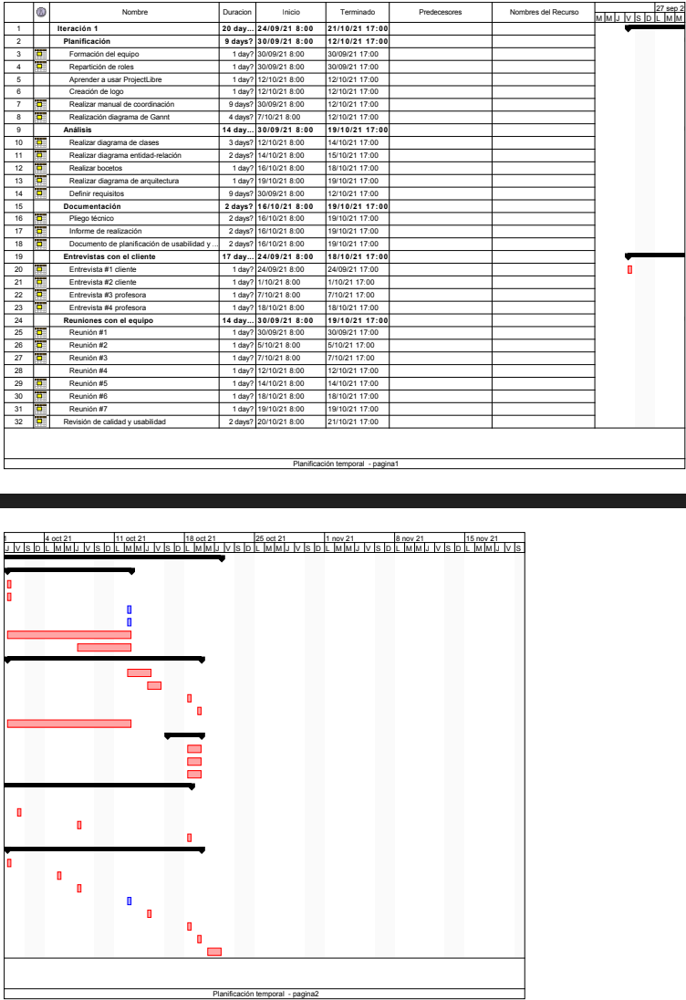 Nombre Duracion Inicio Terminado Predecesores Nombres del Recurso 27 sep 2
M M J V S D L M M
1 Iteración 1 20 day... 24/09/21 8:00 21/10/21 17:00
2 Planificación 9 days? 30/09/21 8:00 12/10/21 17:00
3 Formación del equipo 1 day? 30/09/21 8:00 30/09/21 17:00
4 Repartición de roles 1 day? 30/09/21 8:00 30/09/21 17:00
5 Aprender a usar ProjectLibre 1 day? 12/10/21 8:00 12/10/21 17:00
6 Creación de logo 1 day? 12/10/21 8:00 12/10/21 17:00
7 Realizar manual de coordinación 9 days? 30/09/21 8:00 12/10/21 17:00
8 Realización diagrama de Gannt 4 days? 7/10/21 8:00 12/10/21 17:00
9 Análisis 14 day... 30/09/21 8:00 19/10/21 17:00
10 Realizar diagrama de clases 3 days? 12/10/21 8:00 14/10/21 17:00
11 Realizar diagrama entidad-relación 2 days? 14/10/21 8:00 15/10/21 17:00
12 Realizar bocetos 1 day? 16/10/21 8:00 18/10/21 17:00
13 Realizar diagrama de arquitectura 1 day? 19/10/21 8:00 19/10/21 17:00
14 Definir requisitos 9 days? 30/09/21 8:00 12/10/21 17:00
15 Documentación 2 days? 16/10/21 8:00 19/10/21 17:00
16 Pliego técnico 2 days? 16/10/21 8:00 19/10/21 17:00
17 Informe de realización 2 days? 16/10/21 8:00 19/10/21 17:00
18 Documento de planificación de usabilidad y ... 2 days? 16/10/21 8:00 19/10/21 17:00
19 Entrevistas con el cliente 17 day... 24/09/21 8:00 18/10/21 17:00
20 Entrevista #1 cliente 1 day? 24/09/21 8:00 24/09/21 17:00
21 Entrevista #2 cliente 1 day? 1/10/21 8:00 1/10/21 17:00
22 Entrevista #3 profesora 1 day? 7/10/21 8:00 7/10/21 17:00
23 Entrevista #4 profesora 1 day? 18/10/21 8:00 18/10/21 17:00
24 Reuniones con el equipo 14 day... 30/09/21 8:00 19/10/21 17:00
25 Reunión #1 1 day? 30/09/21 8:00 30/09/21 17:00
26 Reunión #2 1 day? 5/10/21 8:00 5/10/21 17:00
27 Reunión #3 1 day? 7/10/21 8:00 7/10/21 17:00
28 Reunión #4 1 day? 12/10/21 8:00 12/10/21 17:00
29 Reunión #5 1 day? 14/10/21 8:00 14/10/21 17:00
30 Reunión #6 1 day? 18/10/21 8:00 18/10/21 17:00
31 Reunión #7 1 day? 19/10/21 8:00 19/10/21 17:00
32 Revisión de calidad y usabilidad 2 days? 20/10/21 8:00 21/10/21 17:00
Planificación temporal - pagina1
1 4 oct 21 11 oct 21 18 oct 21 25 oct 21 1 nov 21 8 nov 21 15 nov 21
J V S D L M M J V S D L M M J V S D L M M J V S D L M M J V S D L M M J V S D L M M J V S D L M M J V S
Planificación temporal - pagina2